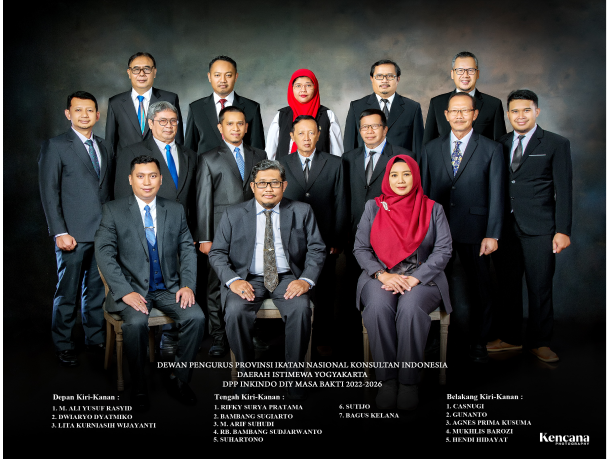 DEWAN PENGURUS PROVINSI IKATAN NASIONAL KONSULTAN INDONESIA
DAERAH ISTIMEWA YOGYAKARTA
DPP INKINDO DIY MASA BAKTI 2022-2026
Depan Kiri-Kanan :
1. M. ALI YUSUF RASYID
2. DWIARYO DYATMIKO
3. LITA KURNIASIH WIJAYANTI
Tengah Kiri-Kanan :
1. RIFKY SURYA PRATAMA
2. BAMBANG SUGIARTO
3. M. ARIF SUHUDI
4. RB. BAMBANG SUDJARWANTO
5. SUHARTONO
6. SUTIJO
7. BAGUS KELANA
Belakang Kiri-Kanan :
1. CASNUGI
2. GUNANTO
3. AGNES PRIMA KUSUMA
4. MUKHLIS BAROZI
5. HENDI HIDAYAT
Kencana
PHOTOGRAPHY